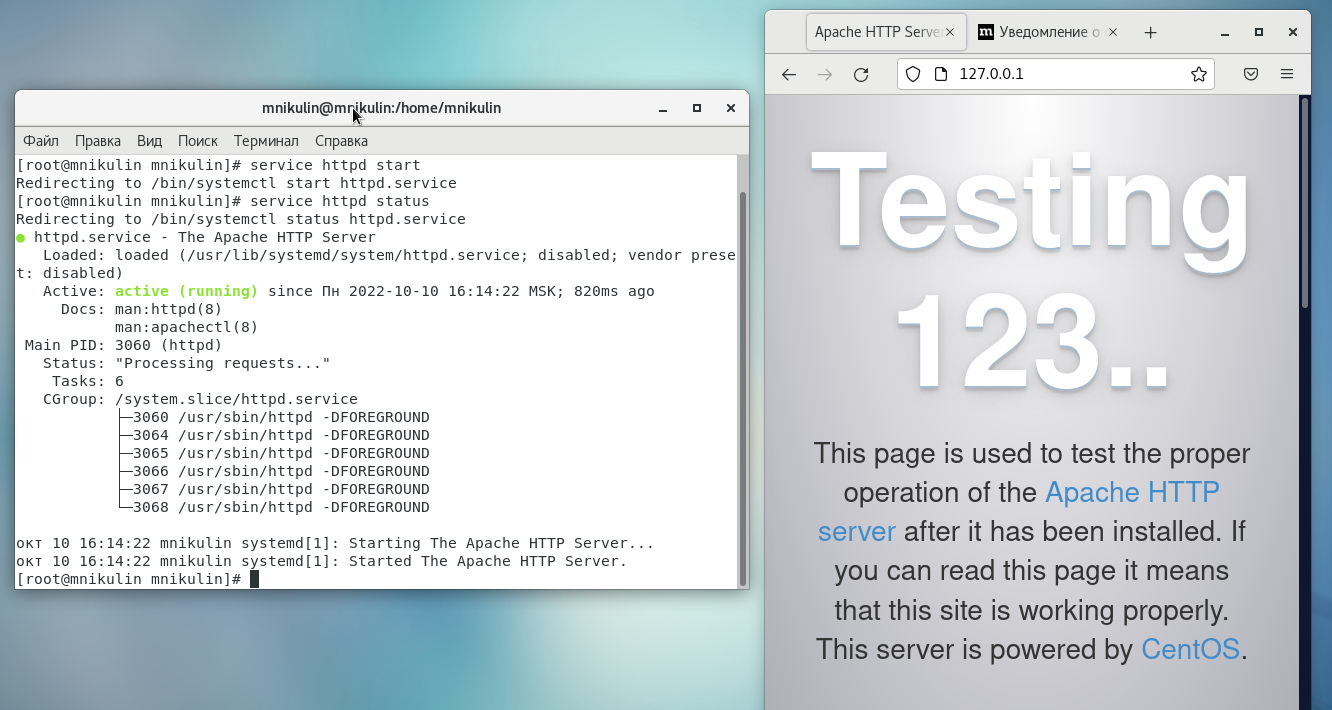 mnikulin@mnikulin:/home/mnikulin
Файл Правка Вид Поиск Терминал Справка
[root@mnikulin mnikulin]# service httpd start
Redirecting to /bin/systemctl start httpd.service
[root@mnikulin mnikulin]# service httpd status
Redirecting to /bin/systemctl status httpd.service
● httpd.service - The Apache HTTP Server
   Loaded: loaded (/usr/lib/systemd/system/httpd.service; disabled; vendor prese
t: disabled)
   Active: active (running) since Пн 2022-10-10 16:14:22 MSK; 820ms ago
     Docs: man:httpd(8)
           man:apachectl(8)
 Main PID: 3060 (httpd)
   Status: "Processing requests..."
    Tasks: 6
   CGroup: /system.slice/httpd.service
           ├─3060 /usr/sbin/httpd -DFOREGROUND
           ├─3064 /usr/sbin/httpd -DFOREGROUND
           ├─3065 /usr/sbin/httpd -DFOREGROUND
           ├─3066 /usr/sbin/httpd -DFOREGROUND
           ├─3067 /usr/sbin/httpd -DFOREGROUND
           └─3068 /usr/sbin/httpd -DFOREGROUND
окт 10 16:14:22 mnikulin systemd[1]: Starting The Apache HTTP Server...
окт 10 16:14:22 mnikulin systemd[1]: Started The Apache HTTP Server.
[root@mnikulin mnikulin]#
Apache HTTP Serve
m Уведомление о
127.0.0.1
Testing
123..
This page is used to test the proper
operation of the Apache HTTP
server after it has been installed. If
you can read this page it means
that this site is working properly.
This server is powered by CentOS.